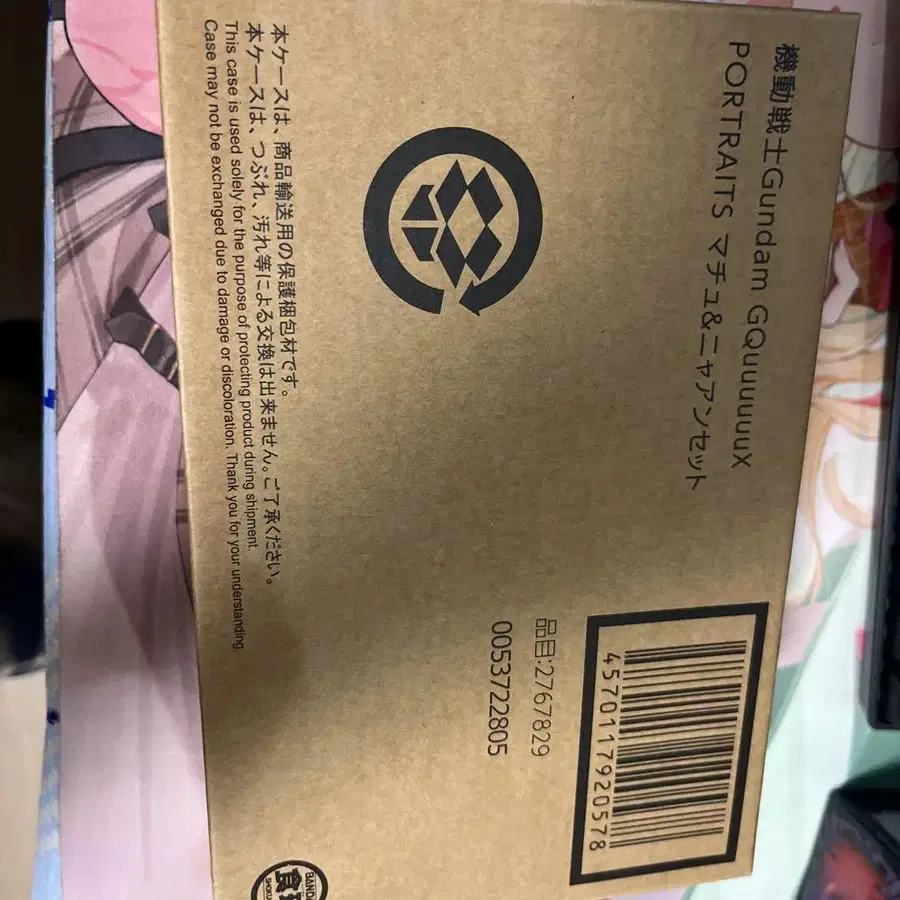 機動戦士Gundam GQuuuuuuX
PORTRAITS マチュ&ニャアンセット
本ケースは、商品輸送用の保護梱包材です。
本ケースは、つぶれ、汚れ等による交換は出来ません。ご了承ください。
This case is used solely for the purpose of protecting product during shipment.
Case may not be exchanged due to damage or discoloration. Thank you for your understanding.
品目:2767829
0053722805
4570117920578
BANDAI
食
SHOKU